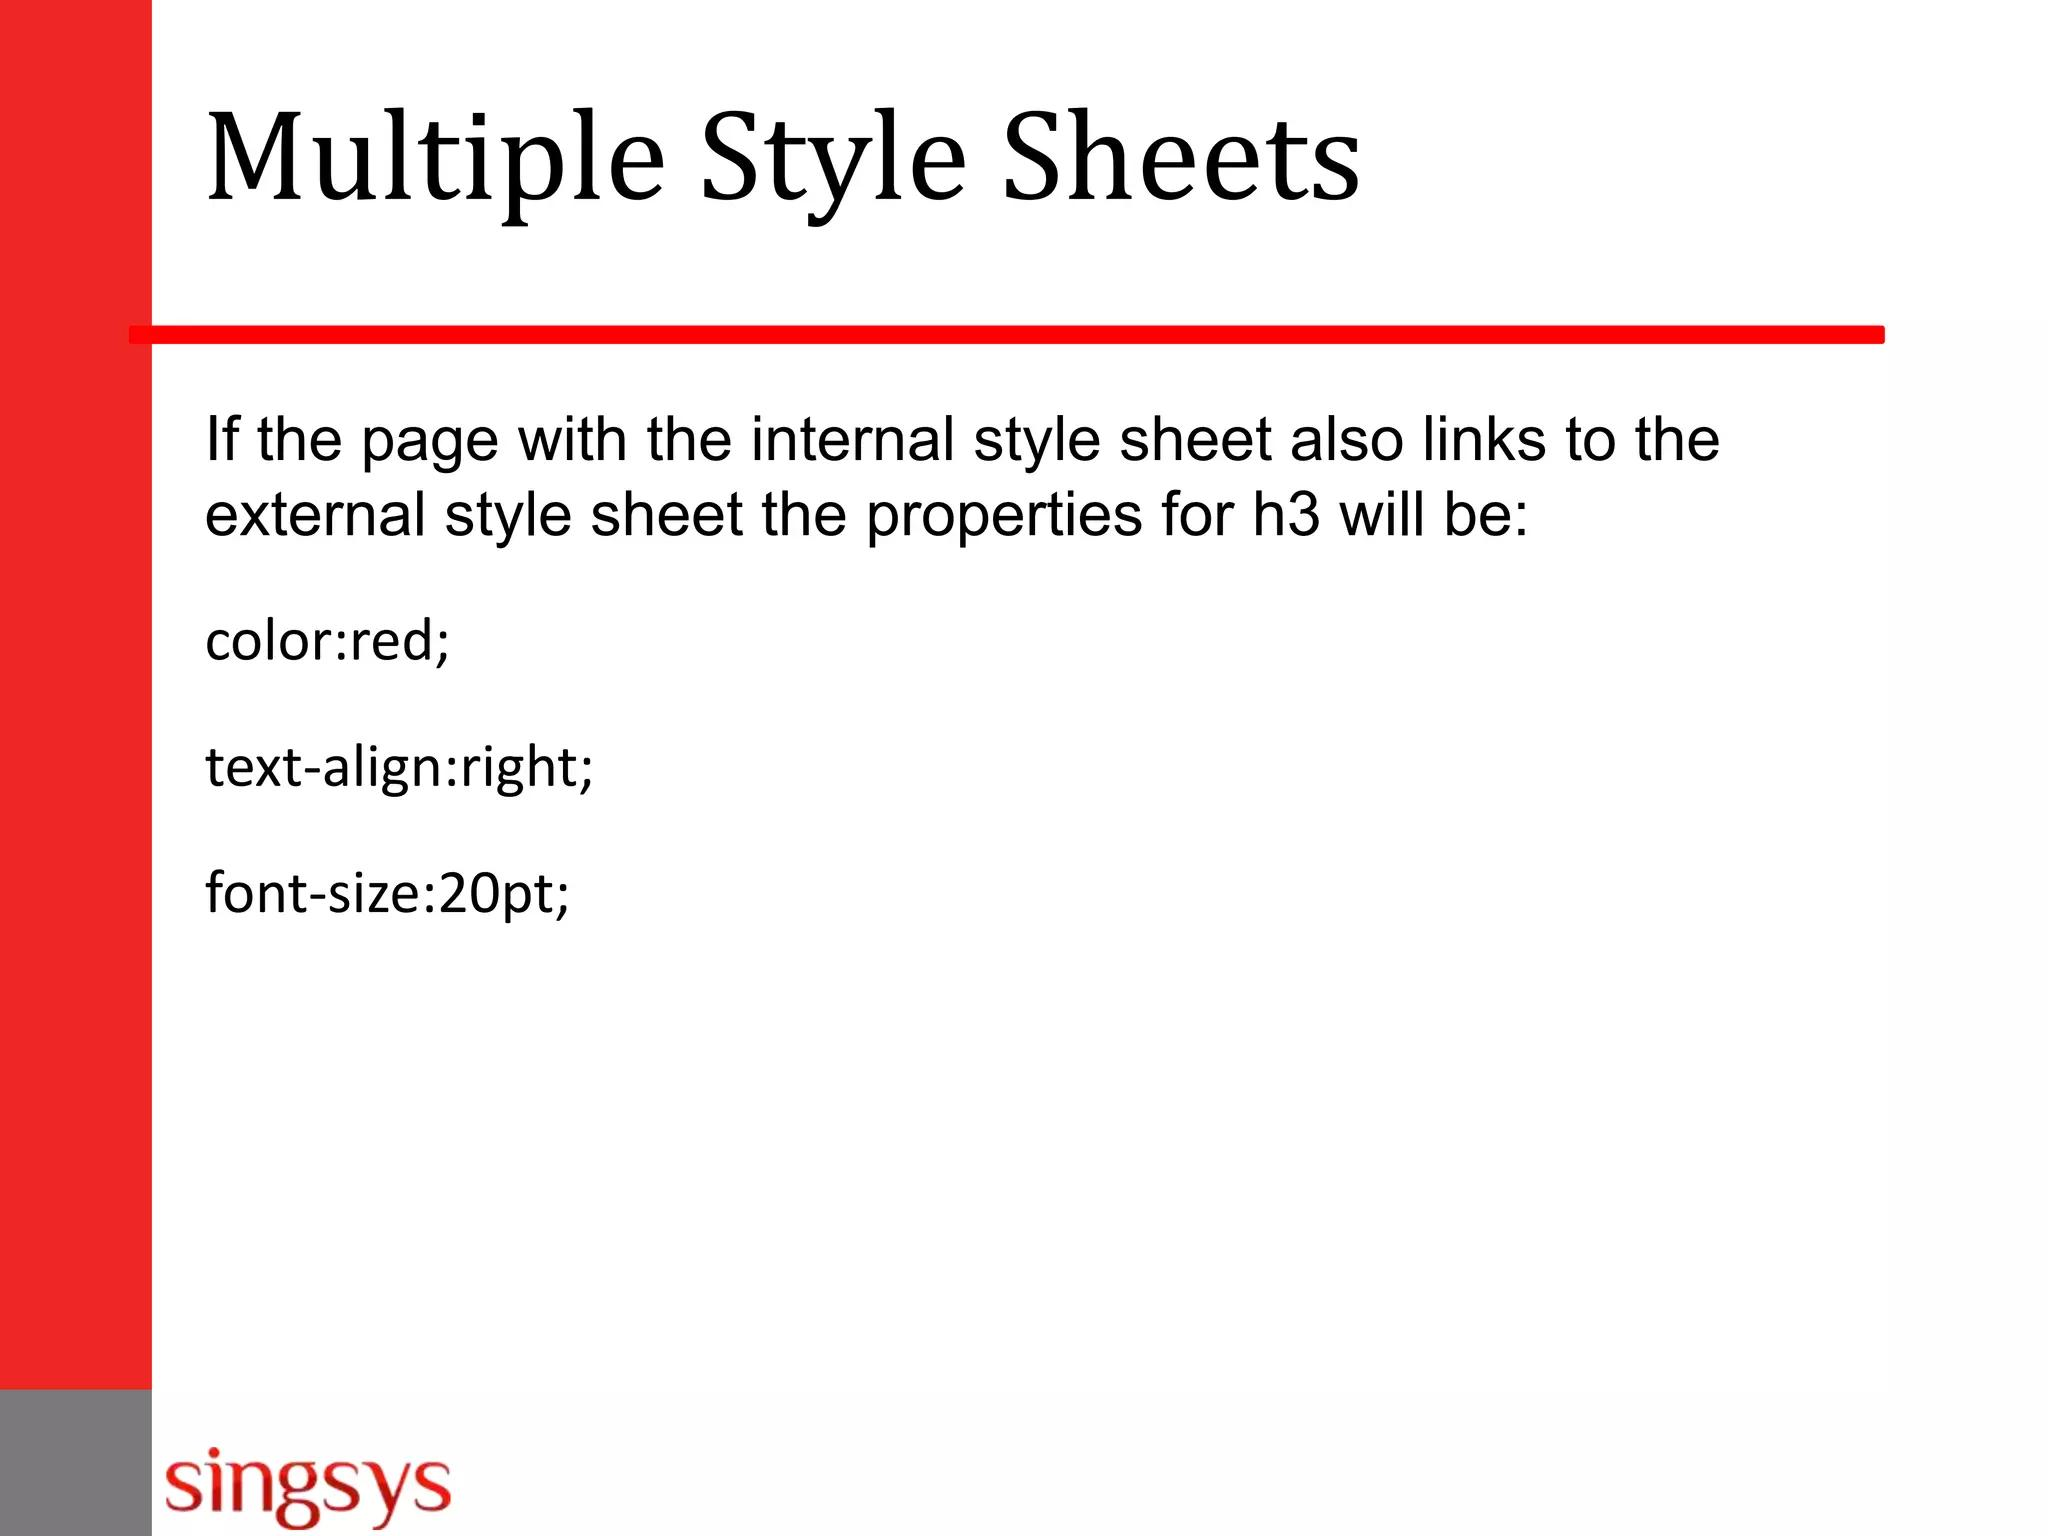 Multiple Style Sheets
If the page with the internal style sheet also links to the
external style sheet the properties for h3 will be:
color:red;
text-align:right;
font-size:20pt;
singsys